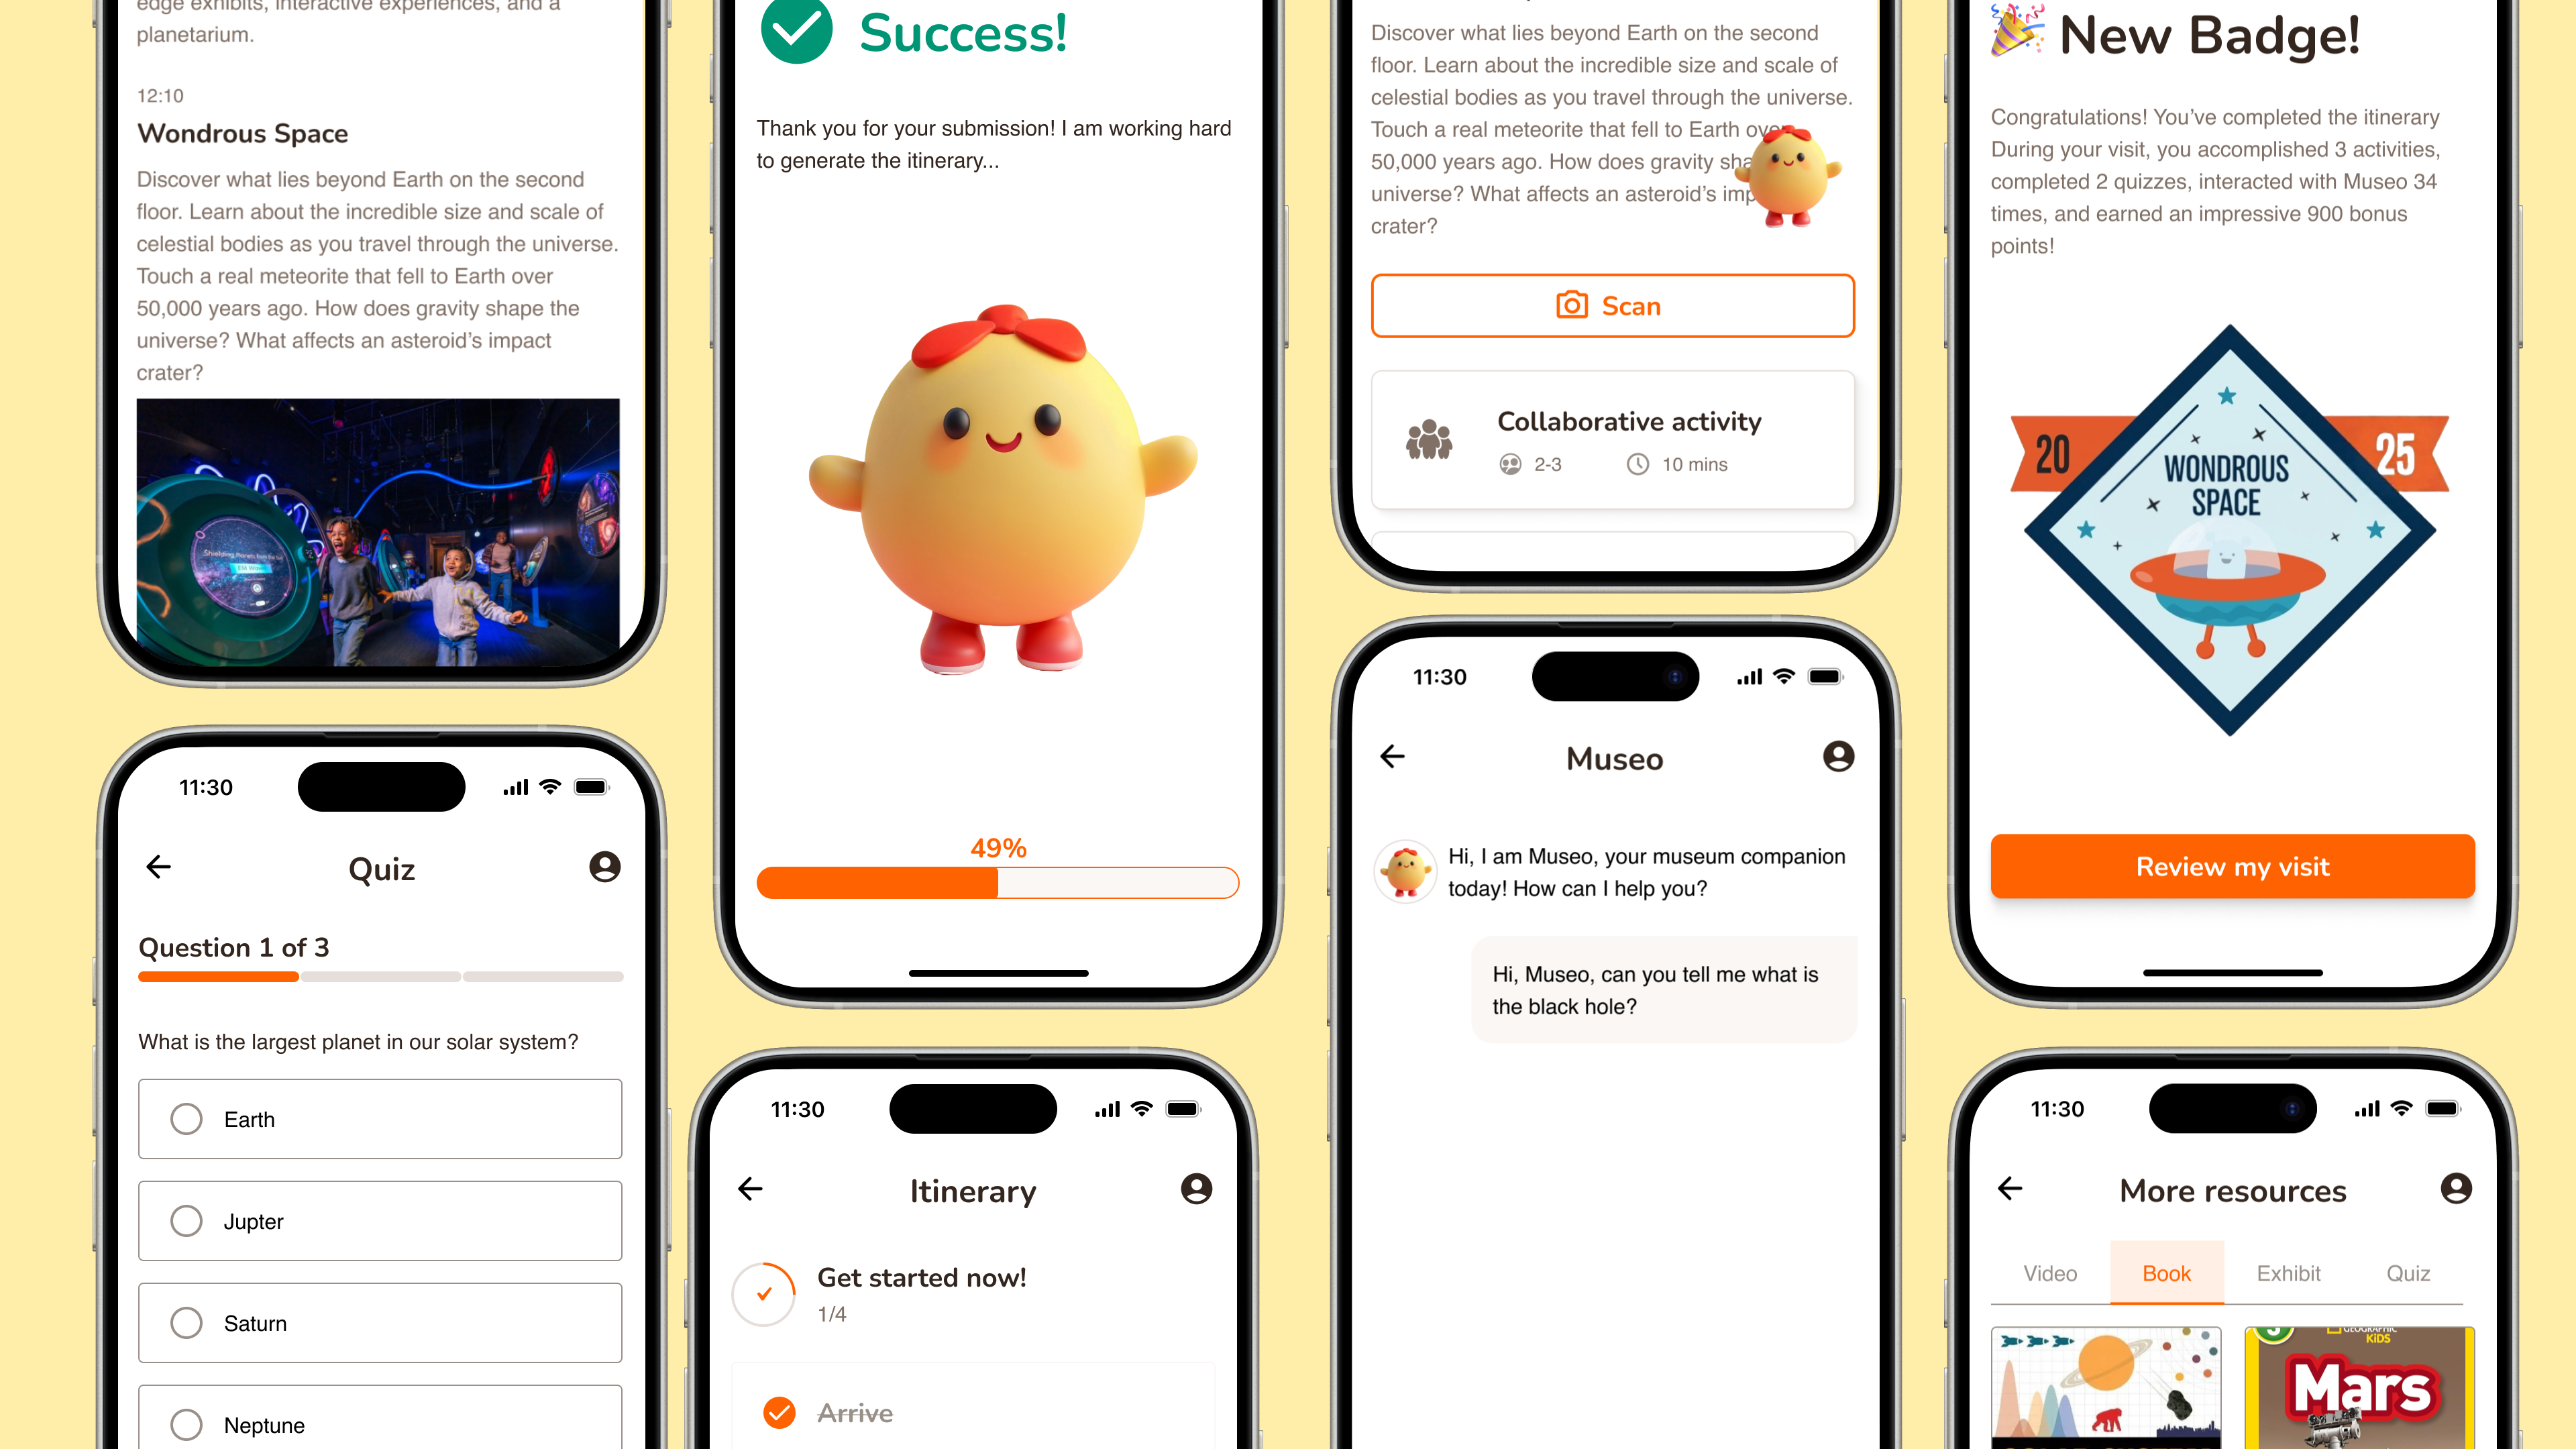 edge exhibits, interactive experiences, and a
planetarium.
12:10
Wondrous Space
Discover what lies beyond Earth on the second
floor. Learn about the incredible size and scale of
celestial bodies as you travel through the universe.
Touch a real meteorite that fell to Earth over
50,000 years ago. How does gravity shape the
universe? What affects an asteroid’s impact
crater?
Shielding Planets from the Sun
EM Waves
11:30
Quiz
Question 1 of 3
What is the largest planet in our solar system?
Earth
Jupter
Saturn
Neptune
Success!
Thank you for your submission! I am working hard
to generate the itinerary...
49%
11:30
Itinerary
Get started now!
1/4
Arrive
Discover what lies beyond Earth on the second
floor. Learn about the incredible size and scale of
celestial bodies as you travel through the universe.
Touch a real meteorite that fell to Earth over
50,000 years ago. How does gravity sha
universe? What affects an asteroid’s imp
crater?
Scan
Collaborative activity
2-3
10 mins
11:30
Museo
Hi, I am Museo, your museum companion
today! How can I help you?
Hi, Museo, can you tell me what is
the black hole?
New Badge!
Congratulations! You’ve completed the itinerary
During your visit, you accomplished 3 activities,
completed 2 quizzes, interacted with Museo 34
times, and earned an impressive 900 bonus
points!
20
25
WONDROUS
SPACE
Review my visit
11:30
More resources
Video
Book
Exhibit
Quiz
GEOGRAPHIC
KiDS
Mars